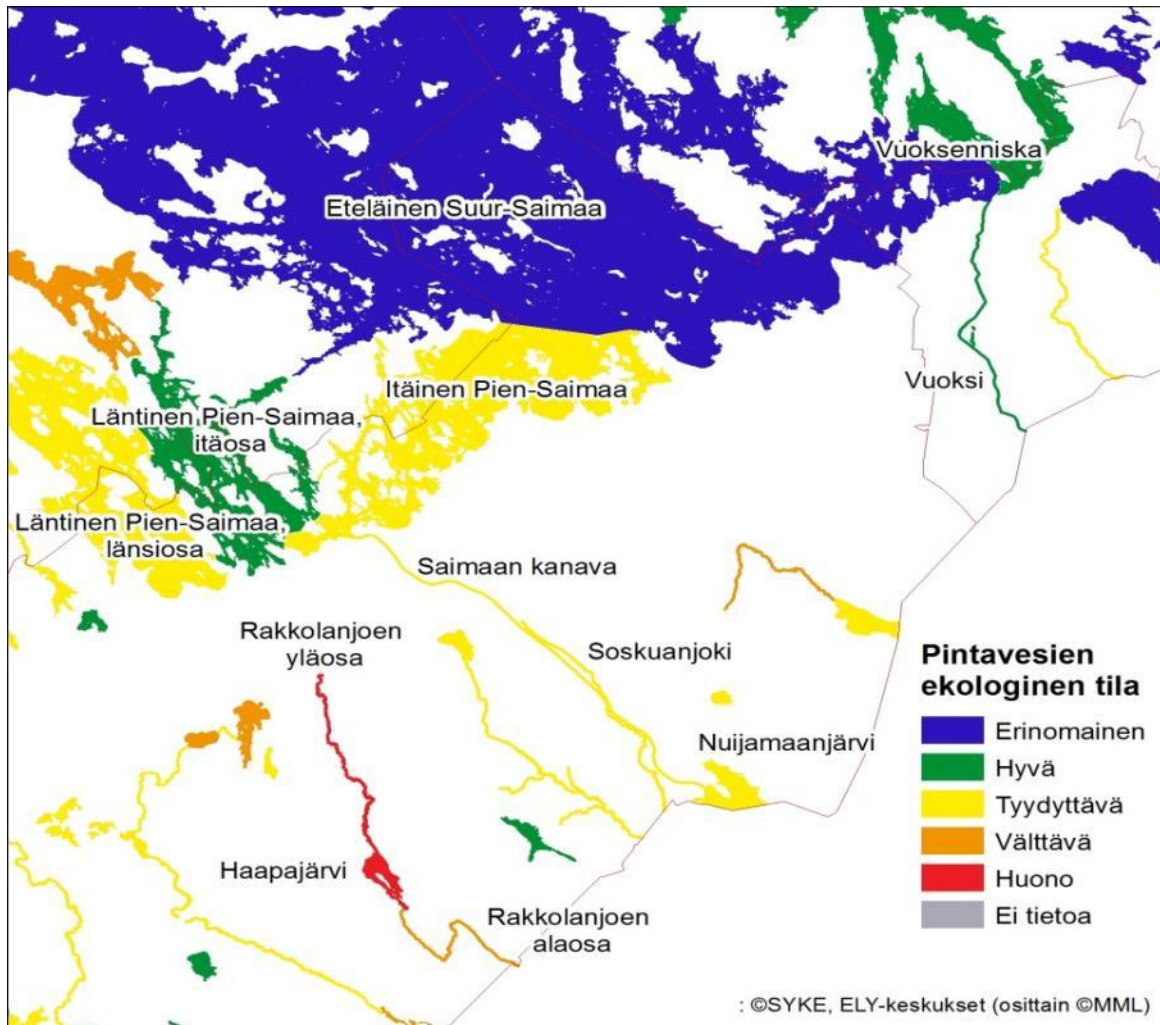 Vuoksenniska
Eteläinen Suur-Saimaa
Itäinen Pien-Saimaa
Vuoksi
Läntinen Pien-Saimaa,
itäosa
Läntinen Pien-Saimaa,
länsiosa
Saimaan kanava
Rakkolanjoen
yläosa
Soskuanjoki
Nuijamaanjärvi
Haapajärvi
Rakkolanjoen
alaosa
Pintavesien
ekologinen tila
Erinomainen
Hyvä
Tyydyttävä
Välttävä
Huono
Ei tietoa
: ©SYKE, ELY-keskukset (osittain ©MML)